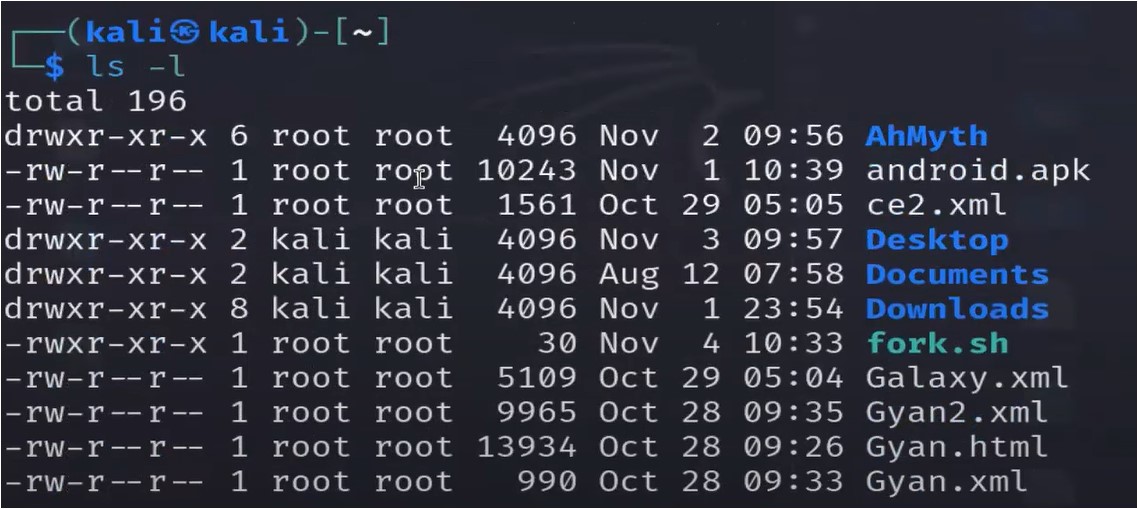 ┌──(kali㉿kali)-[~]
└─$ ls -l
total 196
drwxr-xr-x 6 root root  4096 Nov  2 09:56 AhMyth
-rw-r--r-- 1 root root 10243 Nov  1 10:39 android.apk
-rw-r--r-- 1 root root  1561 Oct 29 05:05 ce2.xml
drwxr-xr-x 2 kali kali  4096 Nov  3 09:57 Desktop
drwxr-xr-x 2 kali kali  4096 Aug 12 07:58 Documents
drwxr-xr-x 8 kali kali  4096 Nov  1 23:54 Downloads
-rwxr-xr-x 1 root root    30 Nov  4 10:33 fork.sh
-rw-r--r-- 1 root root  5109 Oct 29 05:04 Galaxy.xml
-rw-r--r-- 1 root root  9965 Oct 28 09:35 Gyan2.xml
-rw-r--r-- 1 root root 13934 Oct 28 09:26 Gyan.html
-rw-r--r-- 1 root root   990 Oct 28 09:33 Gyan.xml